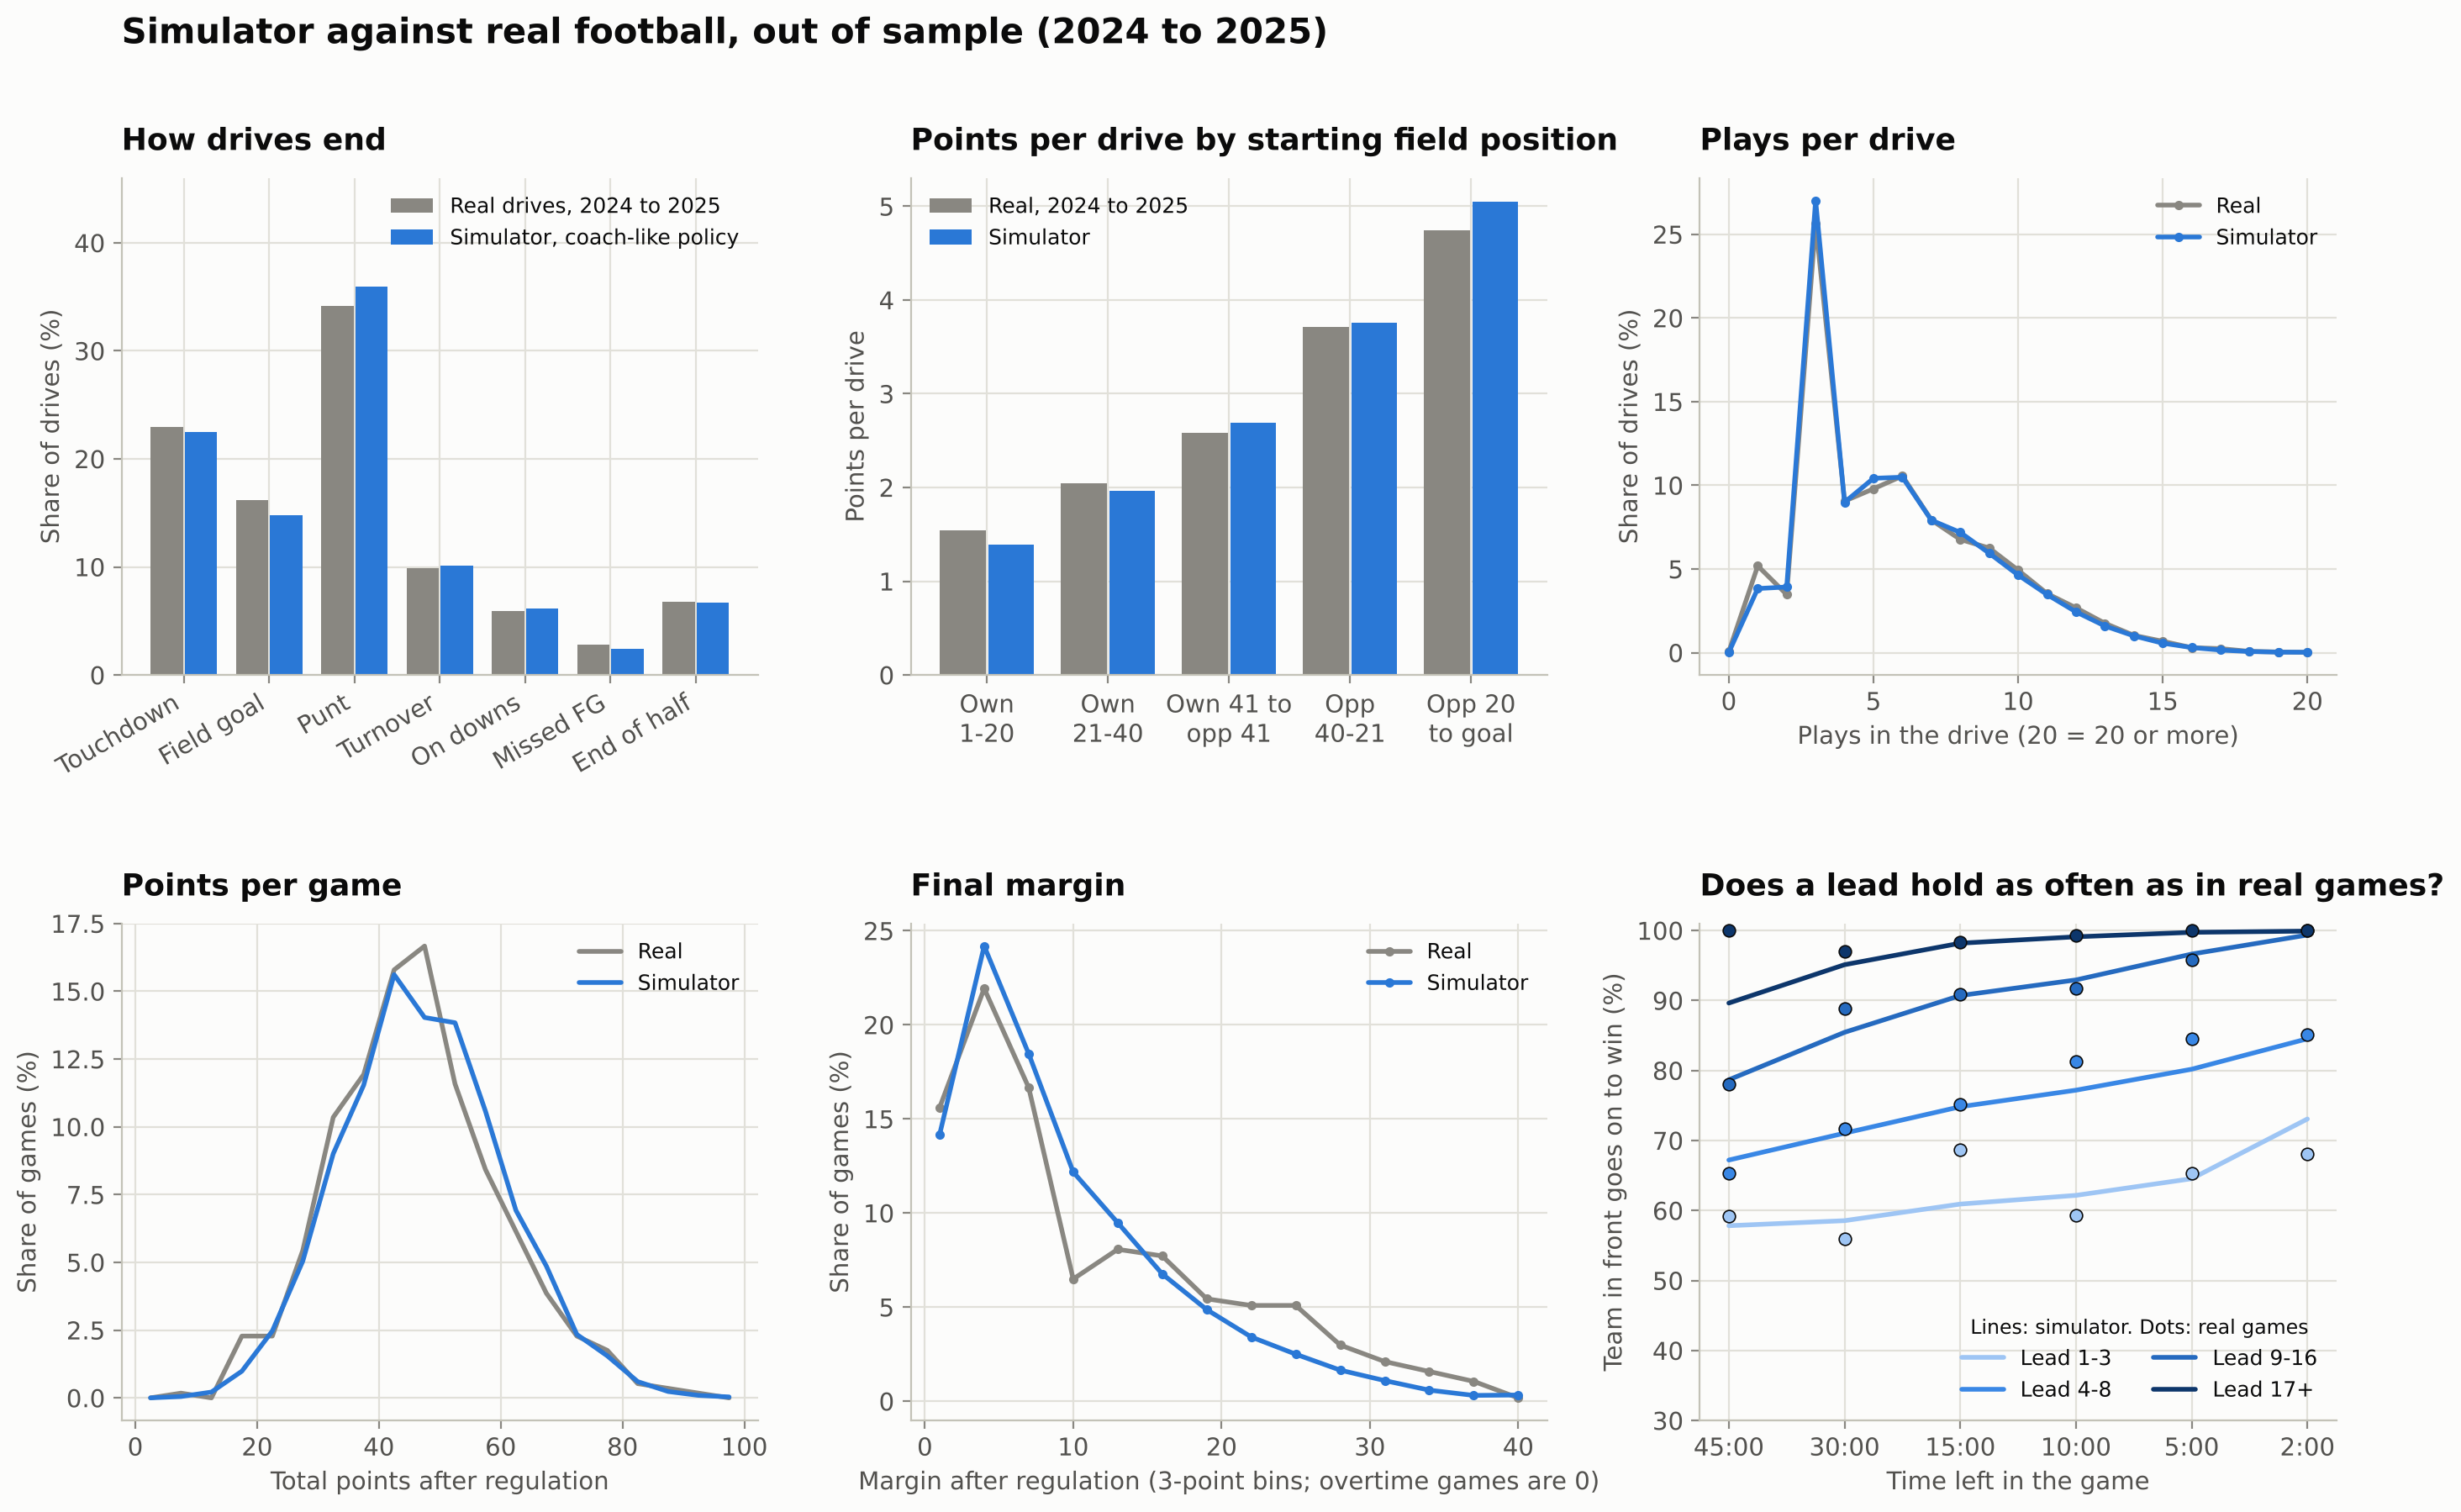 Simulator against real football, out of sample (2024 to 2025)
How drives end
Share of drives (%)
40
30
20
10
0
Real drives, 2024 to 2025
Simulator, coach-like policy
Touchdown
Field goal
Punt
Turnover
On downs
Missed FG
End of half
Points per drive by starting field position
Points per drive
5
4
3
2
1
0
Real, 2024 to 2025
Simulator
Own
1-20
Own
21-40
Own 41 to
opp 41
Opp
40-21
Opp 20
to goal
Plays per drive
Share of drives (%)
25
20
15
10
5
0
Real
Simulator
0
5
10
15
20
Plays in the drive (20 = 20 or more)
Points per game
Share of games (%)
17.5
15.0
12.5
10.0
7.5
5.0
2.5
0.0
Real
Simulator
0
20
40
60
80
100
Total points after regulation
Final margin
Share of games (%)
25
20
15
10
5
0
Real
Simulator
0
10
20
30
40
Margin after regulation (3-point bins; overtime games are 0)
Does a lead hold as often as in real games?
Team in front goes on to win (%)
100
90
80
70
60
50
40
30
Lines: simulator. Dots: real games
Lead 1-3
Lead 9-16
Lead 4-8
Lead 17+
45:00
30:00
15:00
10:00
5:00
2:00
Time left in the game